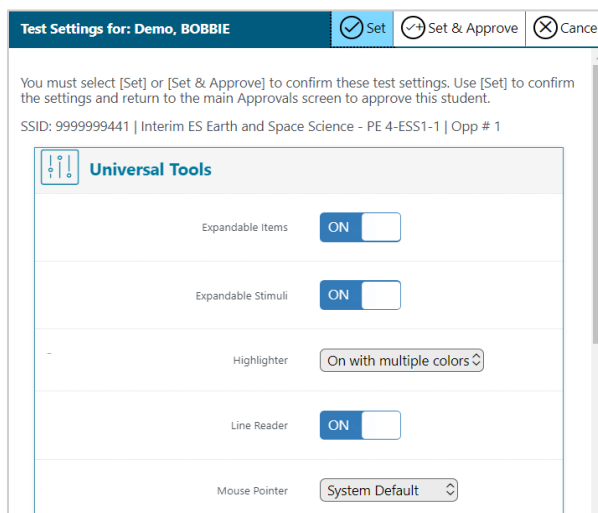 Test Settings for: Demo, BOBBIE Set Set & Approve Cance
You must select [Set] or [Set & Approve] to confirm these test settings. Use [Set] to confirm
the settings and return to the main Approvals screen to approve this student.
SSID: 9999999441 | Interim ES Earth and Space Science - PE 4-ESS1-1 | Opp # 1
Universal Tools
Expandable Items ON
Expandable Stimuli ON
Highlighter On with multiple colors
Line Reader ON
Mouse Pointer System Default